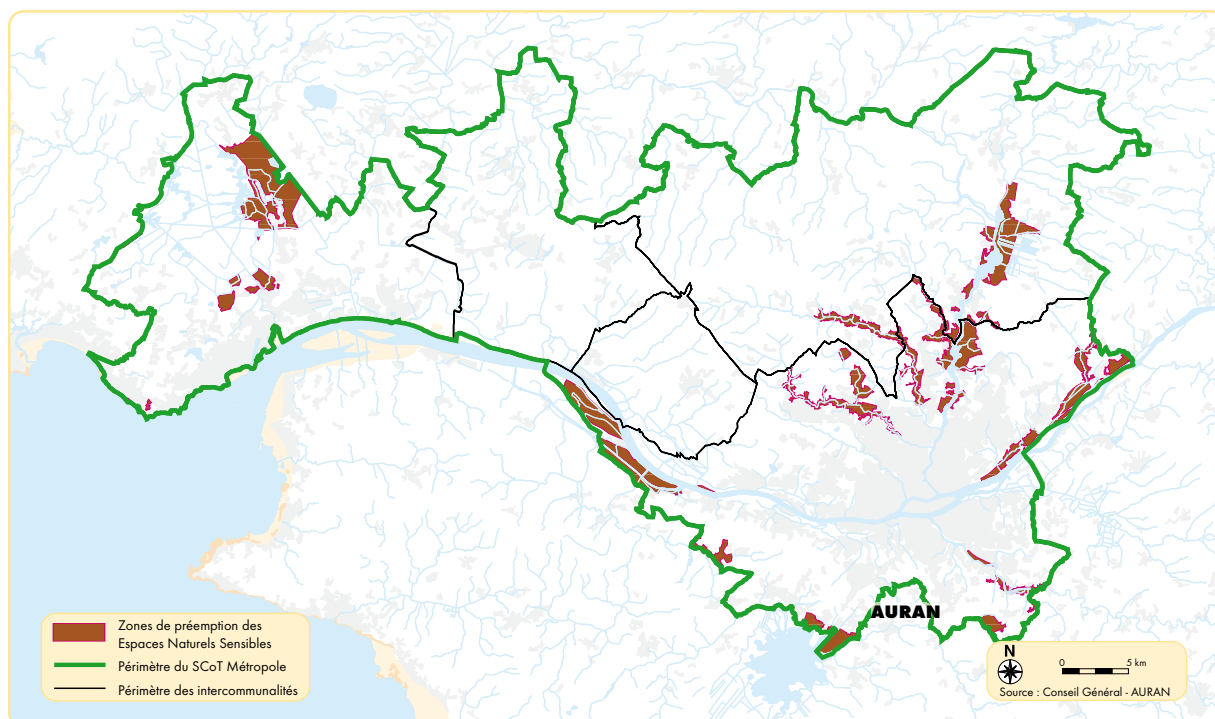 AURAN
Zones de préemption des
Espaces Naturels Sensibles
Périmètre du SCoT Métropole
Périmètre des intercommunalités
N
0 5 km
Source : Conseil Général - AURAN